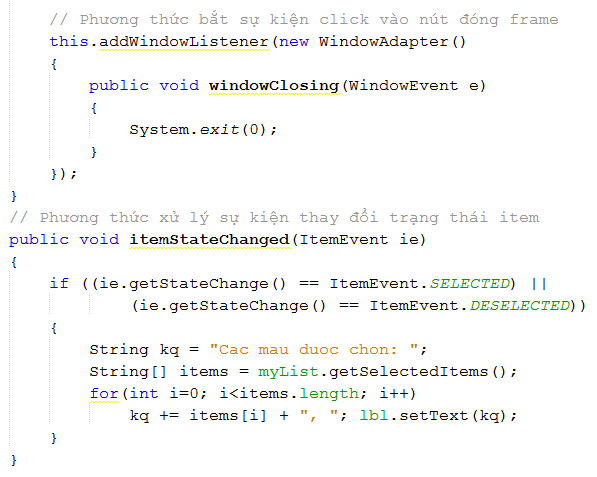 // Phương thức bắt sự kiện click vào nút đóng frame
this.addWindowListener(new WindowAdapter()
{
public void windowClosing(WindowEvent e)
{
System.exit(0);
}
});
}
// Phương thức xử lý sự kiện thay đổi trạng thái item
public void itemStateChanged(ItemEvent ie)
{
if ((ie.getStateChange() == ItemEvent.SELECTED) ||
(ie.getStateChange() == ItemEvent.DESELECTED))
{
String kq = "Cac mau duoc chon: ";
String[] items = myList.getSelectedItems();
for(int i=0; i<items.length; i++)
kq += items[i] + ", "; lbl.setText(kq);
}
}